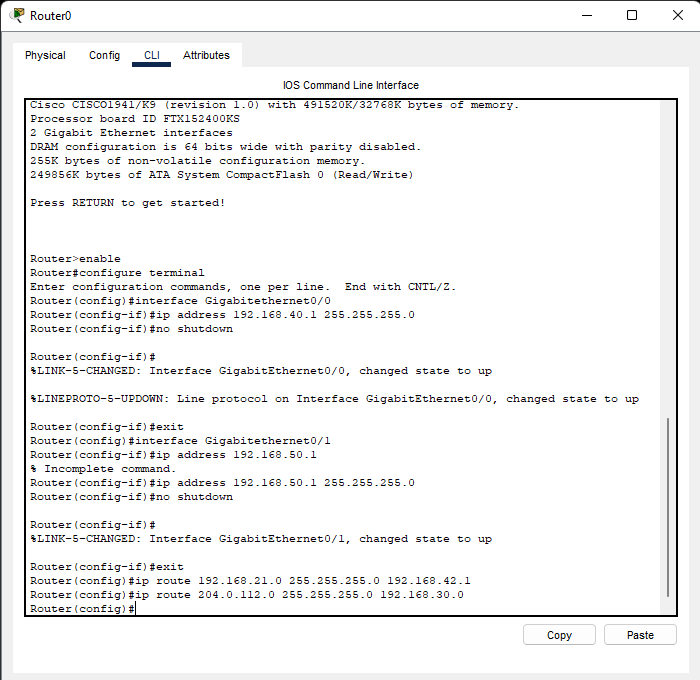 Router0
Physical Config CLI Attributes
IOS Command Line Interface
Cisco CISCO1941/K9 (revision 1.0) with 491520K/32768K bytes of memory.
Processor board ID FTX152400KS
2 Gigabit Ethernet interfaces
DRAM configuration is 64 bits wide with parity disabled.
255K bytes of non-volatile configuration memory.
249856K bytes of ATA System CompactFlash 0 (Read/Write)
Press RETURN to get started!
Router>enable
Router#configure terminal
Enter configuration commands, one per line.  End with CNTL/Z.
Router(config)#interface Gigabitethernet0/0
Router(config-if)#ip address 192.168.40.1 255.255.255.0
Router(config-if)#no shutdown
Router(config-if)#
%LINK-5-CHANGED: Interface GigabitEthernet0/0, changed state to up
%LINEPROTO-5-UPDOWN: Line protocol on Interface GigabitEthernet0/0, changed state to up
Router(config-if)#exit
Router(config)#interface Gigabitethernet0/1
Router(config-if)#ip address 192.168.50.1
% Incomplete command.
Router(config-if)#ip address 192.168.50.1 255.255.255.0
Router(config-if)#no shutdown
Router(config-if)#
%LINK-5-CHANGED: Interface GigabitEthernet0/1, changed state to up
Router(config-if)#exit
Router(config)#ip route 192.168.21.0 255.255.255.0 192.168.42.1
Router(config)#ip route 204.0.112.0 255.255.255.0 192.168.30.0
Router(config)#
Copy Paste